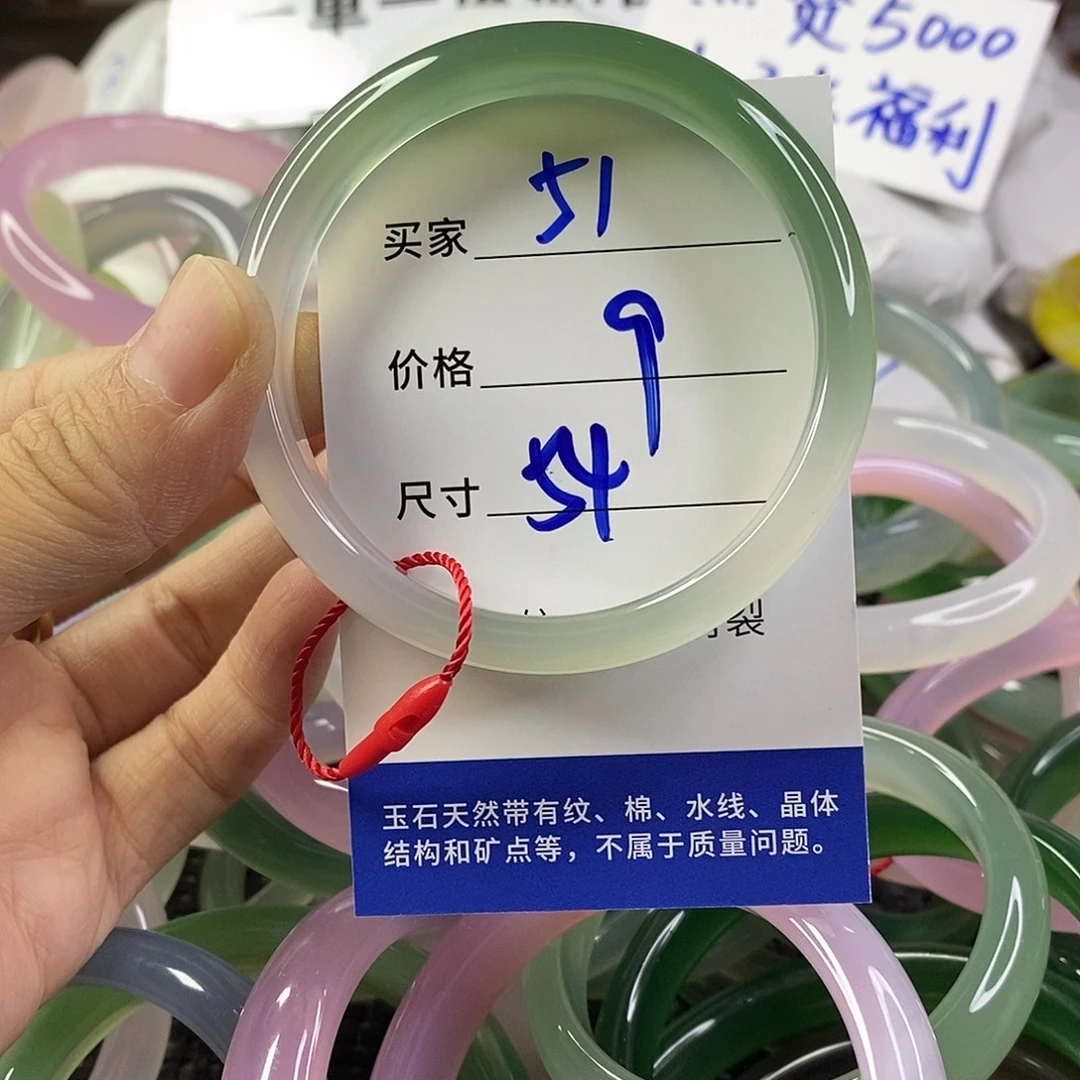 5000
福利
买家 51
价格 9
尺寸 54
裂
玉石天然带有纹、棉、水线、晶体
结构和矿点等，不属于质量问题。